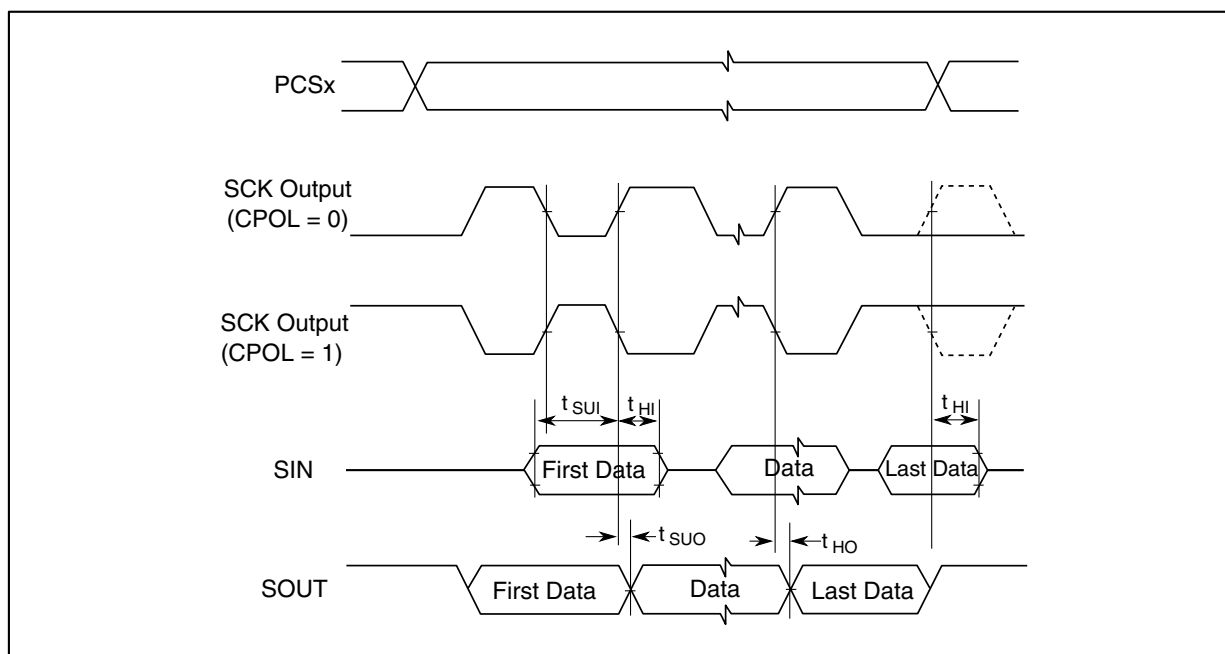 PCSx
SCK Output
(CPOL = 0)
SCK Output
(CPOL = 1)
t SUI
t HI
t HI
SIN
First Data
Data
Last Data
t SUO
t HO
SOUT
First Data
Data
Last Data